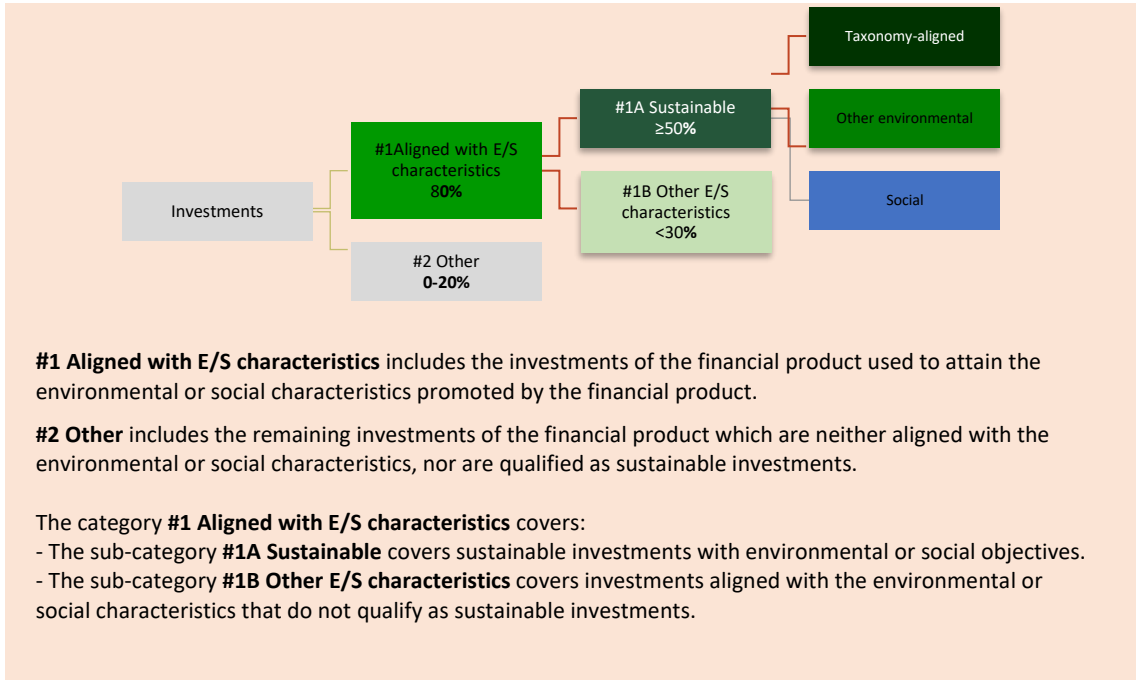 Taxonomy-aligned
#1A Sustainable
≥50%
Other environmental
#1Aligned with E/S
characteristics
80%
#1B Other E/S
characteristics
<30%
Social
Investments
#2 Other
0-20%
#1 Aligned with E/S characteristics includes the investments of the financial product used to attain the
environmental or social characteristics promoted by the financial product.
#2 Other includes the remaining investments of the financial product which are neither aligned with the
environmental or social characteristics, nor are qualified as sustainable investments.
The category #1 Aligned with E/S characteristics covers:
- The sub-category #1A Sustainable covers sustainable investments with environmental or social objectives.
- The sub-category #1B Other E/S characteristics covers investments aligned with the environmental or
social characteristics that do not qualify as sustainable investments.